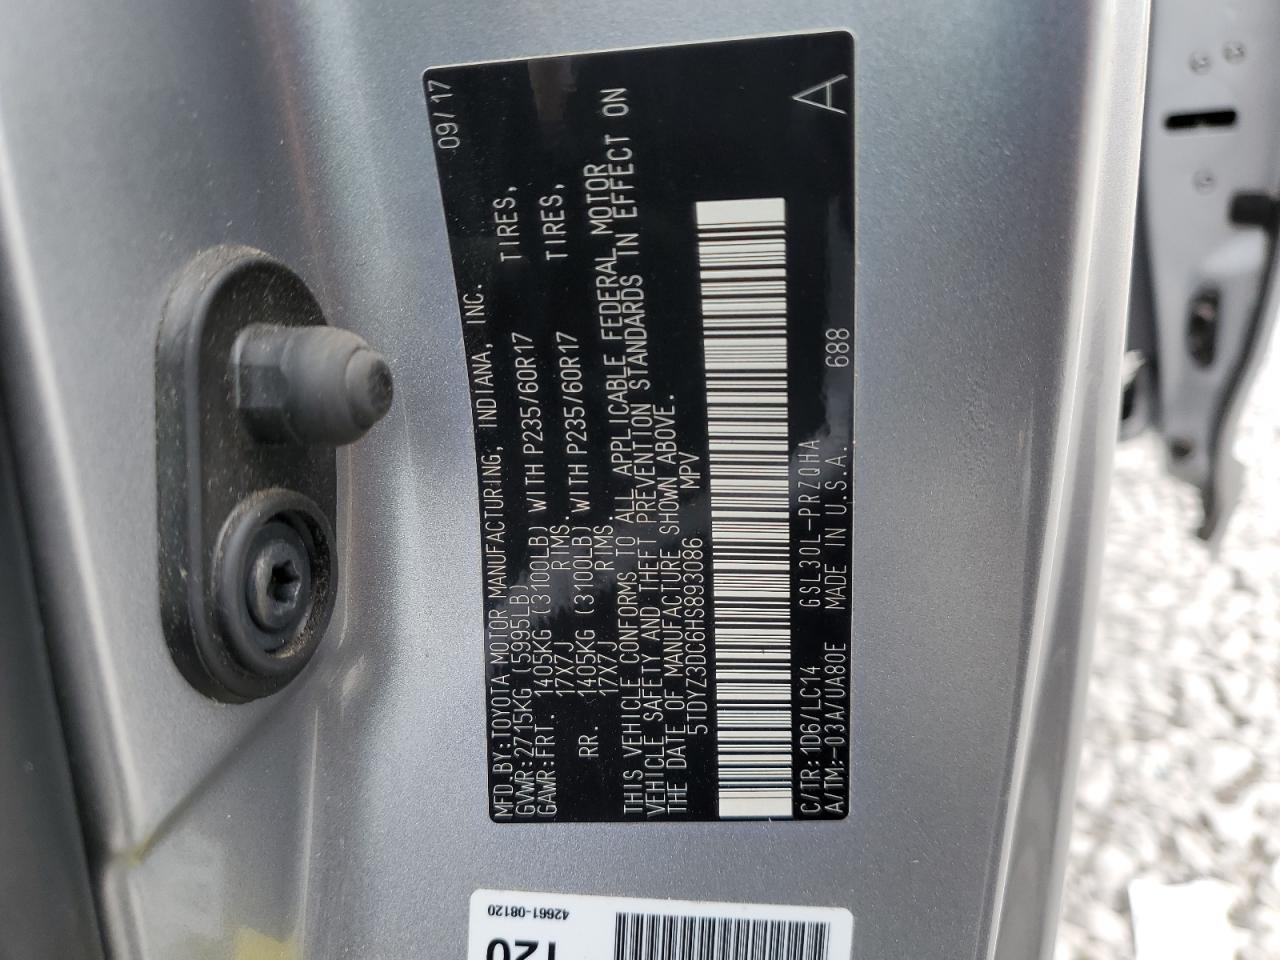 09/17
MFD.BY:TOYOTA MOTOR MANUFACTURING, INDIANA, INC.
GVWR:2715KG (5995LB)
GAWR:FRT. 1405KG (3100LB) WITH P235/60R17 TIRES,
17X7J RIMS.
RR. 1405KG (3100LB) WITH P235/60R17 TIRES,
17X7J RIMS.
THIS VEHICLE CONFORMS TO ALL APPLICABLE FEDERAL MOTOR
VEHICLE SAFETY AND THEFT PREVENTION STANDARDS IN EFFECT ON
THE DATE OF MANUFACTURE SHOWN ABOVE.
5TDYZ3DC6HS893086 MPV
C/TR:1D6/LC14 GSL30L-PRZQHA
A/TM:-03A/UA80E MADE IN U.S.A. 688
A
42661-08120
120